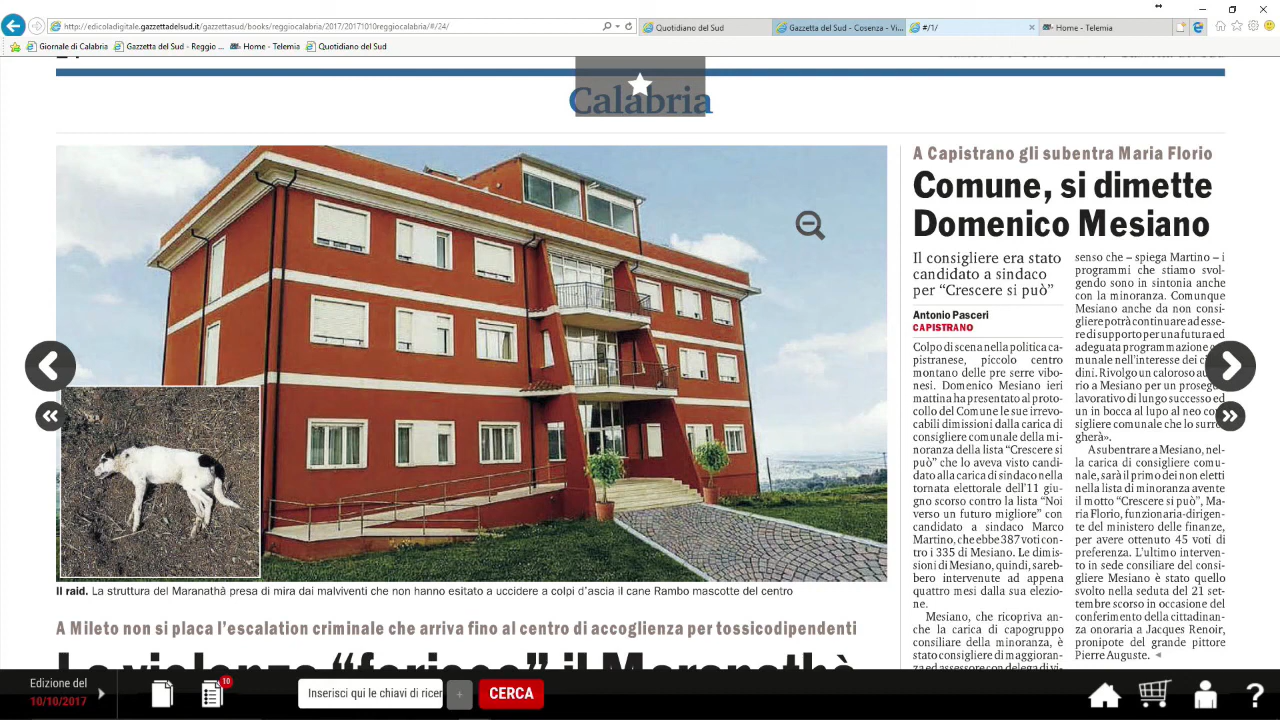 http://edicoladigitale.gazzettadelsud.it/gazzettasud/books/reggiocalabria/2017/20171010reggiocalabria/#/24/
Quotidiano del Sud
Gazzetta del Sud - Cosenza - Vi...
#/1/
Home - Telemia
Giornale di Calabria
Gazzetta del Sud - Reggio ...
Home - Telemia
Quotidiano del Sud
Calabria
Il raid. La struttura del Maranathà presa di mira dai malviventi che non hanno esitato a uccidere a colpi d'ascia il cane Rambo mascotte del centro
A Mileto non si placa l'escalation criminale che arriva fino al centro di accoglienza per tossicodipendenti
La violenza “ferisce” il Maranathà
A Capistrano gli subentra Maria Florio
Comune, si dimette
Domenico Mesiano
Il consigliere era stato
candidato a sindaco
per “Crescere si può”
Antonio Pasceri
CAPISTRANO
Colpo di scena nella politica ca-
pistranese, piccolo centro
montano delle pre serre vibo-
nesi. Domenico Mesiano ieri
mattina ha presentato al proto-
collo del Comune le sue irrevo-
cabili dimissioni dalla carica di
consigliere comunale della mi-
noranza della lista “Crescere si
può” che lo aveva visto candi-
dato alla carica di sindaco nella
tornata elettorale dell'11 giu-
gno scorso contro la lista “Noi
verso un futuro migliore” con
candidato a sindaco Marco
Martino, che ebbe 387 voti con-
tro i 335 di Mesiano. Le dimis-
sioni di Mesiano, quindi, sareb-
bero intervenute ad appena
quattro mesi dalla sua elezio-
ne.
Mesiano, che ricopriva an-
che la carica di capogruppo
consiliare della minoranza, è
stato consigliere di maggioran-
za ed assessore con delega di vi-
senso che – spiega Martino – i
programmi che stiamo svol-
gendo sono in sintonia anche
con la minoranza. Comunque
Mesiano anche da non consi-
gliere potrà continuare ad esse-
re di supporto per una futura ed
adeguata programmazione
munale nell'interesse dei
dini. Rivolgo un caloroso
rio a Mesiano per un
lavorativo di lungo successo ed
un in bocca al lupo al neo
sigliere comunale che lo
gherà».
A subentrare a Mesiano, nel-
la carica di consigliere comu-
nale, sarà il primo dei non eletti
nella lista di minoranza avente
il motto “Crescere si può”, Ma-
ria Florio, funzionaria-dirigen-
te del ministero delle finanze,
per avere ottenuto 45 voti di
preferenza. L'ultimo interven-
to in sede consiliare del consi-
gliere Mesiano è stato quello
svolto nella seduta del 21 set-
tembre scorso in occasione del
conferimento della cittadinan-
za onoraria a Jacques Renoir,
pronipote del grande pittore
Pierre Auguste.
Edizione del
10/10/2017
10
Inserisci qui le chiavi di ricer
+
CERCA
?